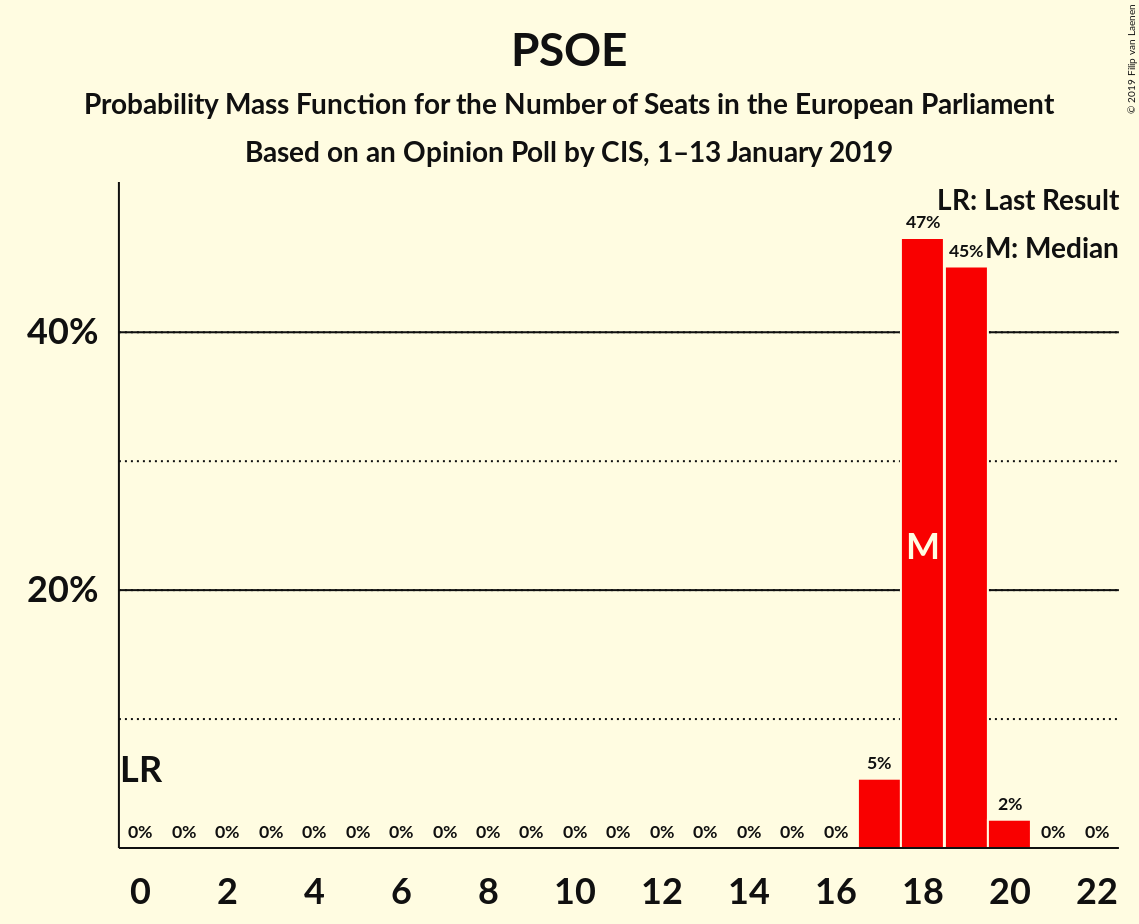 PSOE
Probability Mass Function for the Number of Seats in the European Parliament
Based on an Opinion Poll by CIS, 1–13 January 2019
© 2019 Filip van Laenen
LR: Last Result
M: Median
40%
20%
LR
M
0% 0% 0% 0% 0% 0% 0% 0% 0% 0% 0% 0% 0% 0% 0% 0% 0% 5% 47% 45% 2% 0% 0%
0 2 4 6 8 10 12 14 16 18 20 22